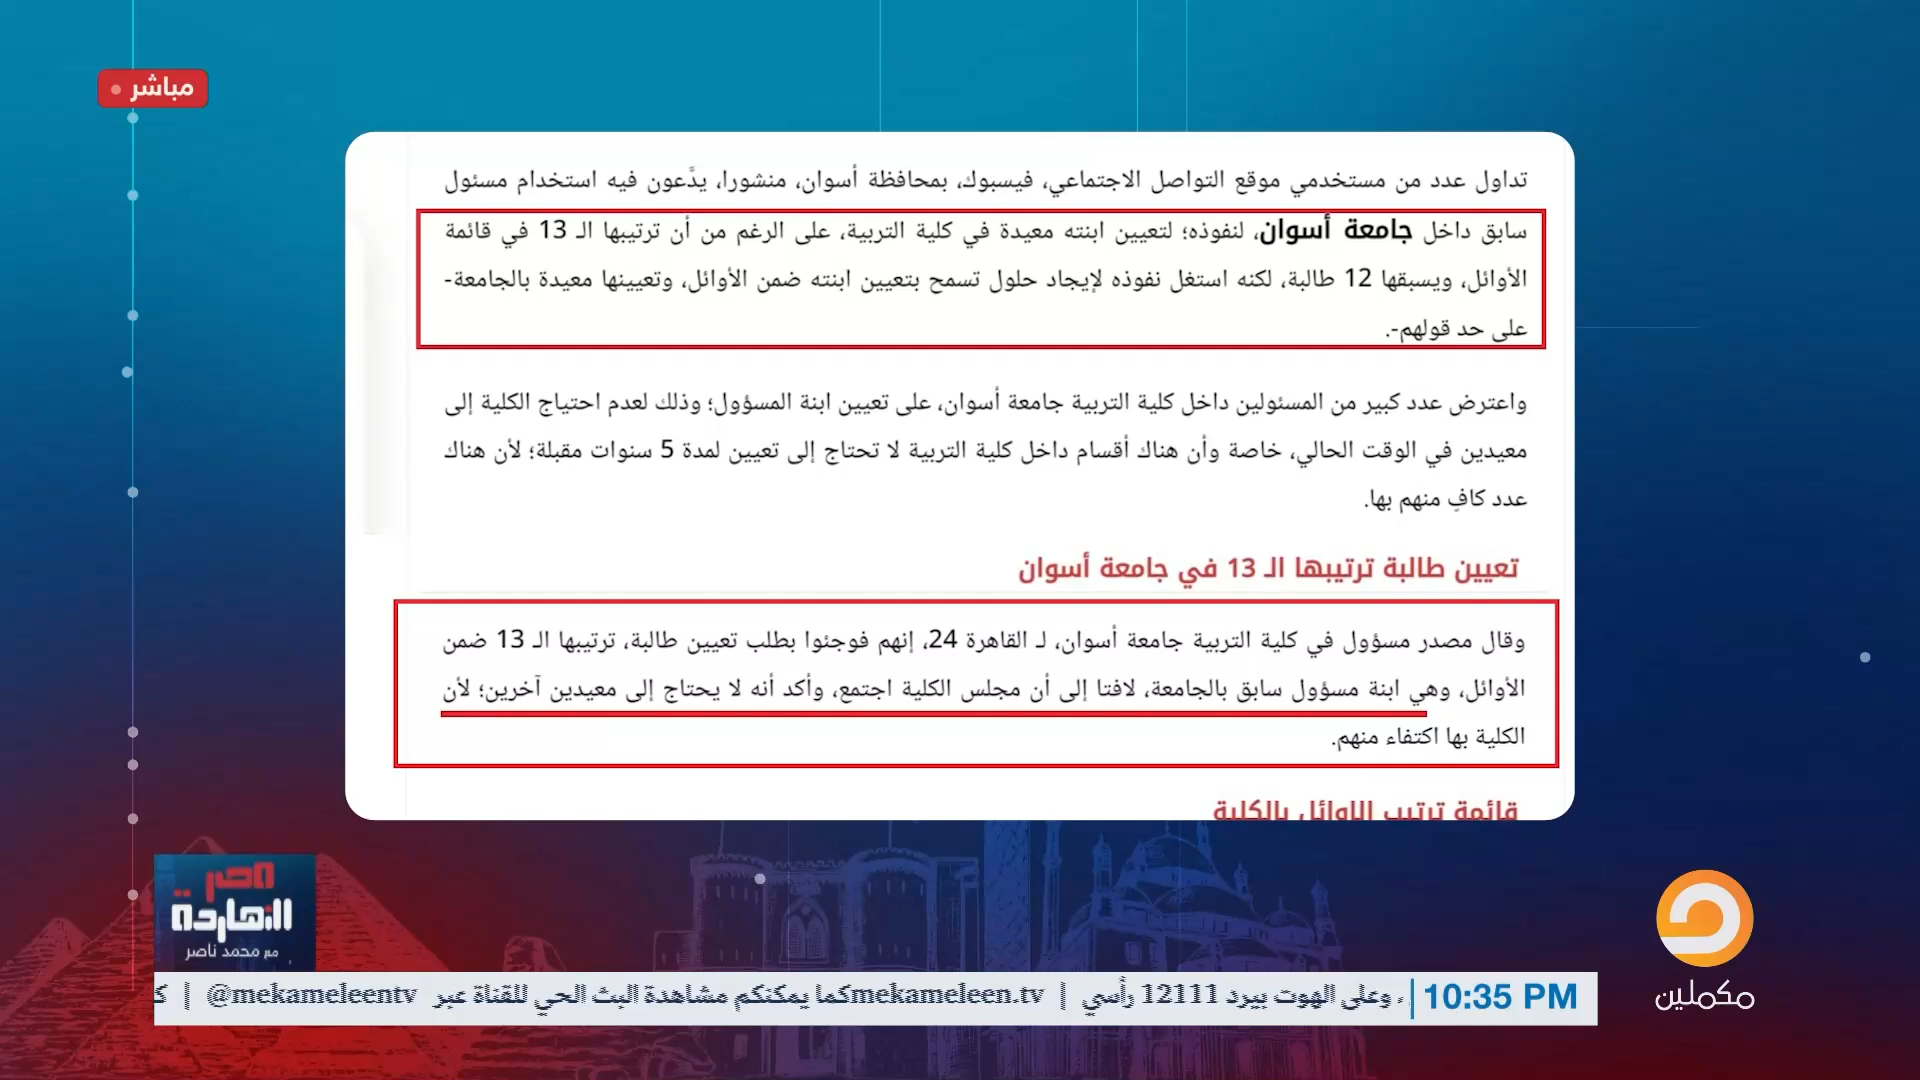 مباشر
تداول عدد من مستخدمي موقع التواصل الاجتماعي، فيسبوك، بمحافظة أسوان، منشورا، يدَّعون فيه استخدام مسئول
سابق داخل جامعة أسوان، لنفوذه؛ لتعيين ابنته معيدة في كلية التربية، على الرغم من أن ترتيبها الـ 13 في قائمة
الأوائل، ويسبقها 12 طالبة، لكنه استغل نفوذه لإيجاد حلول تسمح بتعيين ابنته ضمن الأوائل، وتعيينها معيدة بالجامعة-
على حد قولهم-.
واعترض عدد كبير من المسئولين داخل كلية التربية جامعة أسوان، على تعيين ابنة المسؤول؛ وذلك لعدم احتياج الكلية إلى
معيدين في الوقت الحالي، خاصة وأن هناك أقسام داخل كلية التربية لا تحتاج إلى تعيين لمدة 5 سنوات مقبلة؛ لأن هناك
عدد كافٍ منهم بها.
تعيين طالبة ترتيبها الـ 13 في جامعة أسوان
وقال مصدر مسؤول في كلية التربية جامعة أسوان، لـ القاهرة 24، إنهم فوجئوا بطلب تعيين طالبة، ترتيبها الـ 13 ضمن
الأوائل، وهي ابنة مسؤول سابق بالجامعة، لافتا إلى أن مجلس الكلية اجتمع، وأكد أنه لا يحتاج إلى معيدين آخرين؛ لأن
الكلية بها اكتفاء منهم.
قائمة ترتيب الاوائل بالكلية
مصر
النهاردة
مع محمد ناصر
مكملين
10:35 PM
، وعلى الهوت بيرد 12111 رأسي | mekameleen.tvكما يمكنكم مشاهدة البث الحي للقناة عبر @mekameleentv |